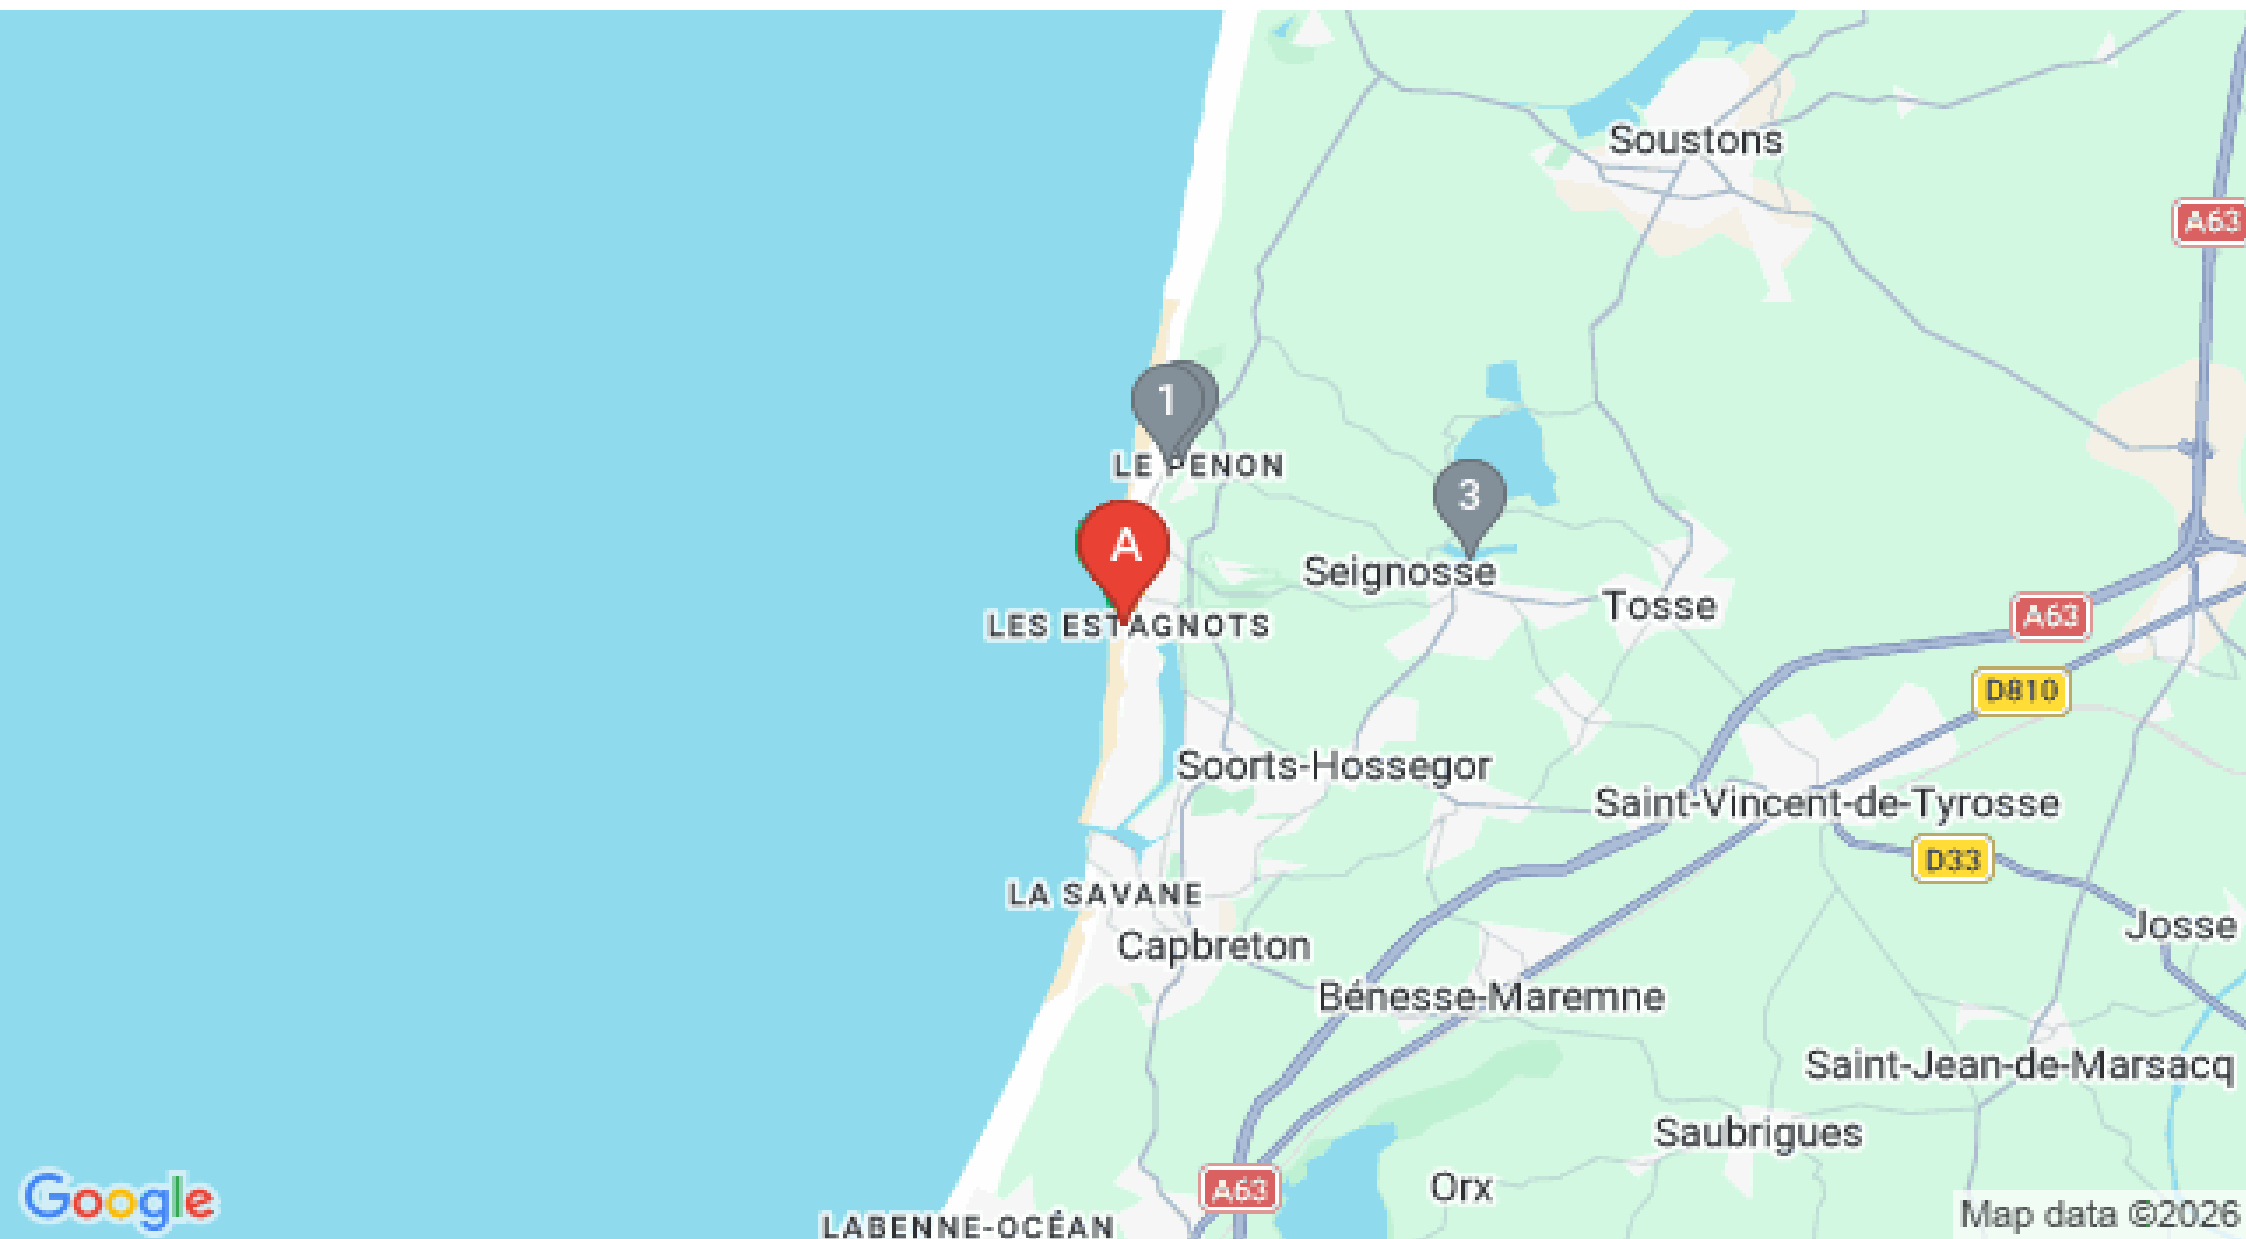 Soustons
A63
1
LE PENON
3
A
Seignosse
LES ESTAGNOTS
Tosse
A63
D810
Soorts-Hossegor
Saint-Vincent-de-Tyrosse
D33
LA SAVANE
Josse
Capbreton
Bénesse-Maremne
Saint-Jean-de-Marsacq
Saubrigues
Orx
A63
Google
LABENNE-OCÉAN
Map data ©2026